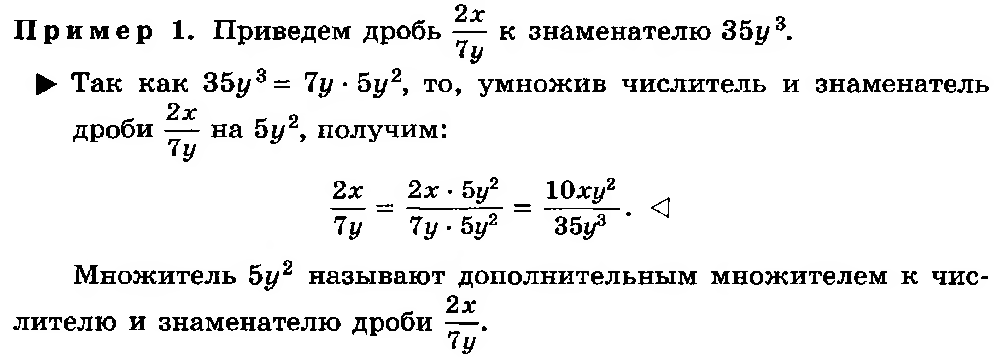 Пример 1. Приведем дробь $\frac{2x}{7y}$ к знаменателю $35y^3$.
▶ Так как $35y^3 = 7y \cdot 5y^2$, то, умножив числитель и знаменатель
дроби $\frac{2x}{7y}$ на $5y^2$, получим:
$\frac{2x}{7y} = \frac{2x \cdot 5y^2}{7y \cdot 5y^2} = \frac{10xy^2}{35y^3}$. ◁
Множитель $5y^2$ называют дополнительным множителем к чис-
лителю и знаменателю дроби $\frac{2x}{7y}$.